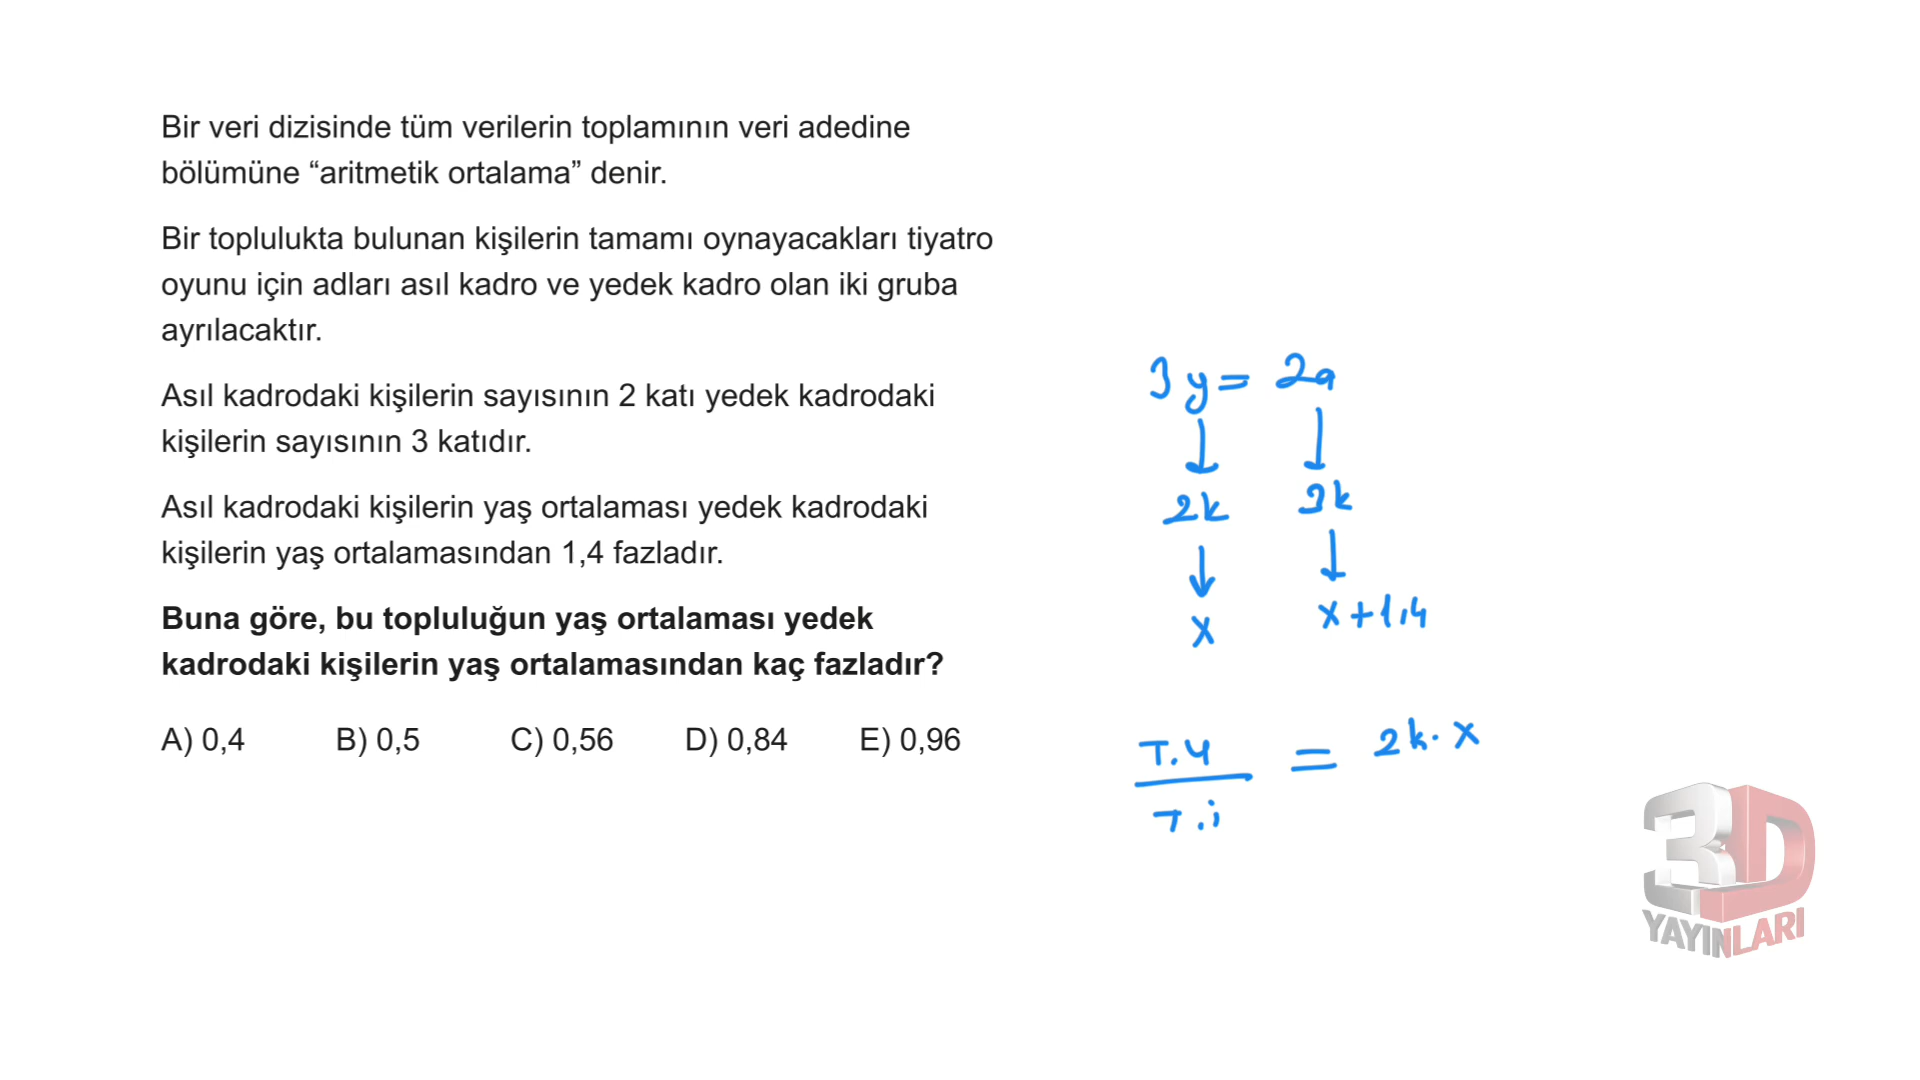 Bir veri dizisinde tüm verilerin toplamının veri adedine
bölümüne “aritmetik ortalama” denir.
Bir toplulukta bulunan kişilerin tamamı oynayacakları tiyatro
oyunu için adları asıl kadro ve yedek kadro olan iki gruba
ayrılacaktır.
Asıl kadrodaki kişilerin sayısının 2 katı yedek kadrodaki
kişilerin sayısının 3 katıdır.
Asıl kadrodaki kişilerin yaş ortalaması yedek kadrodaki
kişilerin yaş ortalamasından 1,4 fazladır.
Buna göre, bu topluluğun yaş ortalaması yedek
kadrodaki kişilerin yaş ortalamasından kaç fazladır?
A) 0,4 B) 0,5 C) 0,56 D) 0,84 E) 0,96
3y = 2a
2k 3k
x x+1,4
T.Y = 2k.x
T.i
3D
YAYINLARI